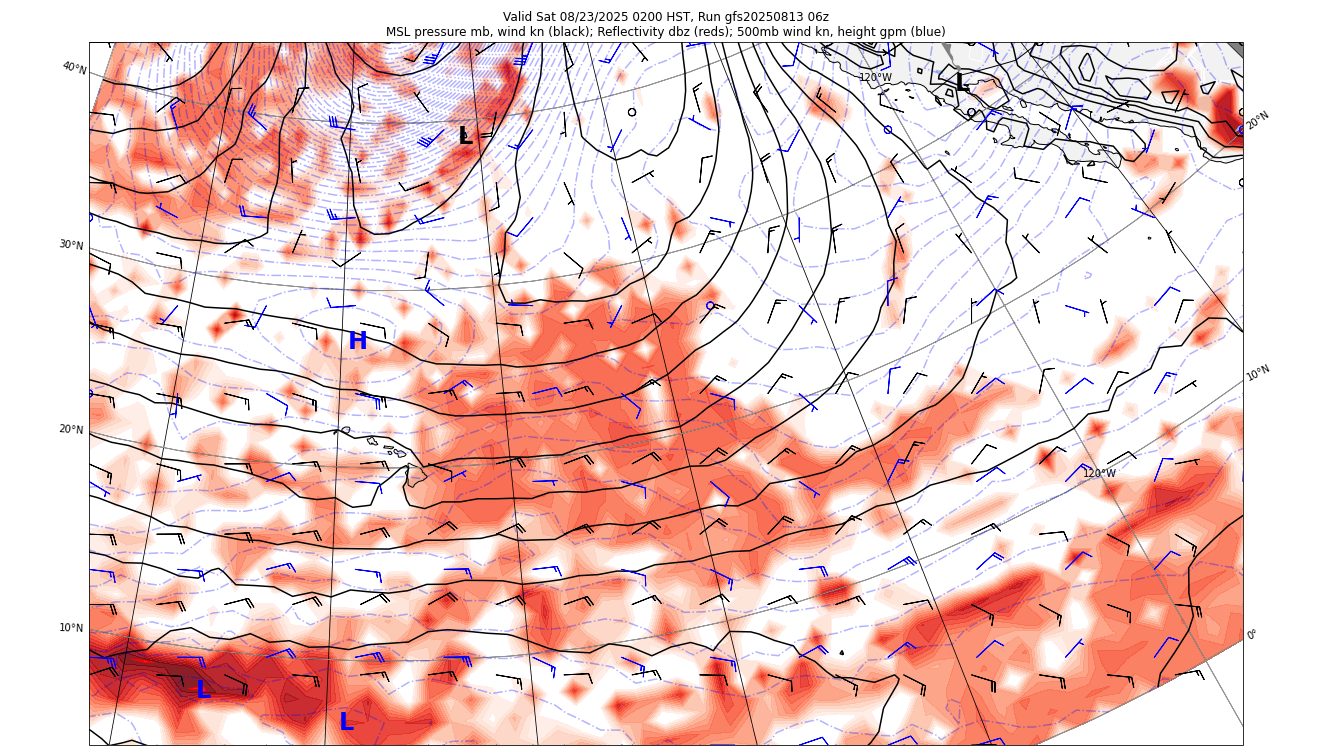 Valid Sat 08/23/2025 0200 HST, Run gfs20250813 06z
MSL pressure mb, wind kn (black); Reflectivity dbz (reds); 500mb wind kn, height gpm (blue)
40°N
120°W
L
20°N
L
30°N
H
10°N
20°N
120°W
10°N
0°
L
L